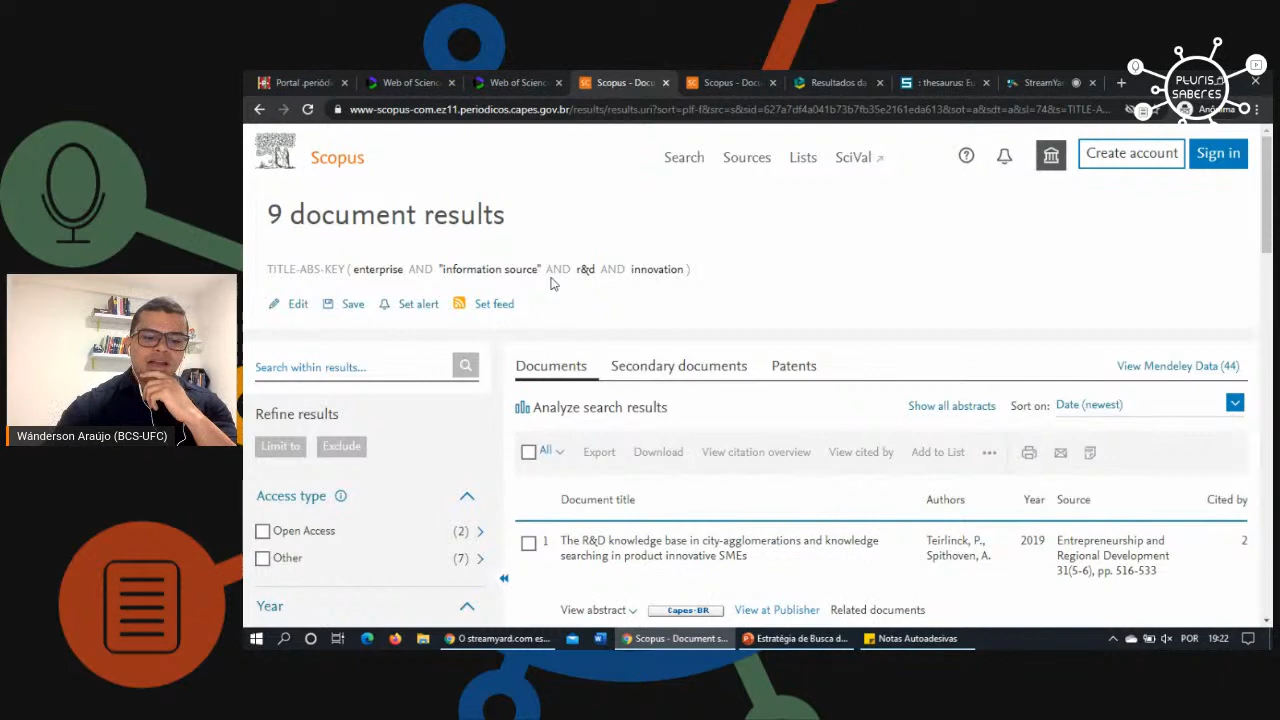 PLURIS
SABERES
Portal .periódi
Web of Scienc
Web of Scienc
Scopus - Docu
Scopus - Docu
Resultados da
: thesaurus: Eu
StreamYar
www-scopus-com.ez11.periodicos.capes.gov.br/results/results.uri?sort=plf-f&src=s&sid=627a7df4a041b73b7fb35e2161eda613&sot=a&sdt=a&sl=74&s=TITLE-A...
Anônima
Scopus
Search
Sources
Lists
SciVal
Create account
Sign in
9 document results
TITLE-ABS-KEY ( enterprise AND "information source" AND r&d AND innovation )
Edit
Save
Set alert
Set feed
Search within results...
Refine results
Limit to
Exclude
Access type
Open Access (2)
Other (7)
Year
Documents
Secondary documents
Patents
View Mendeley Data (44)
Analyze search results
Show all abstracts
Sort on: Date (newest)
All
Export
Download
View citation overview
View cited by
Add to List
Document title
Authors
Year
Source
Cited by
1
The R&D knowledge base in city-agglomerations and knowledge
searching in product innovative SMEs
Teirlinck, P.,
Spithoven, A.
2019
Entrepreneurship and
Regional Development
31(5-6), pp. 516-533
2
View abstract
Capes-BR
View at Publisher
Related documents
Wánderson Araújo (BCS-UFC)
O streamyard.com es...
Scopus - Document s...
Estratégia de Busca d...
Notas Autoadesivas
POR
19:22